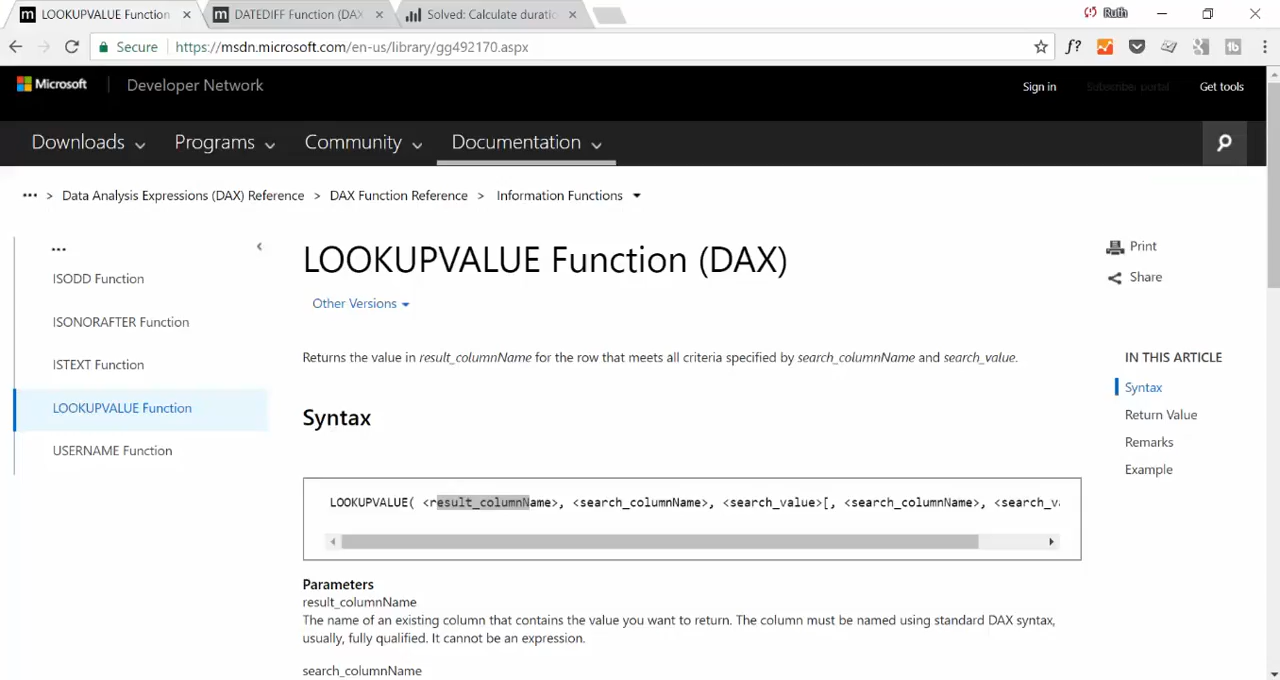 LOOKUPVALUE Function
DATEDIFF Function (DAX
Solved: Calculate duratio
Ruth
Secure
https://msdn.microsoft.com/en-us/library/gg492170.aspx
f?
Microsoft
Developer Network
Sign in
Subscriber portal
Get tools
Downloads
Programs
Community
Documentation
... > Data Analysis Expressions (DAX) Reference > DAX Function Reference > Information Functions
...
ISODD Function
ISONORAFTER Function
ISTEXT Function
LOOKUPVALUE Function
USERNAME Function
LOOKUPVALUE Function (DAX)
Other Versions
Returns the value in result_columnName for the row that meets all criteria specified by search_columnName and search_value.
Syntax
LOOKUPVALUE( <result_columnName>, <search_columnName>, <search_value>[, <search_columnName>, <search_v
Parameters
result_columnName
The name of an existing column that contains the value you want to return. The column must be named using standard DAX syntax,
usually, fully qualified. It cannot be an expression.
search_columnName
Print
Share
IN THIS ARTICLE
Syntax
Return Value
Remarks
Example